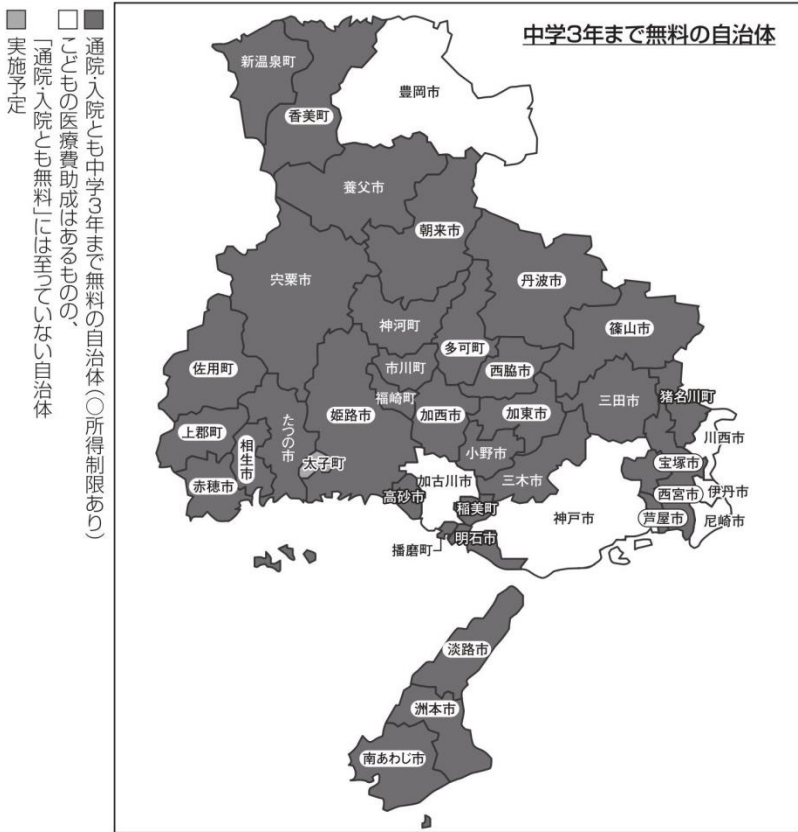 中学3年まで無料の自治体
■通院・入院とも中学3年まで無料の自治体(○所得制限あり)
□こどもの医療費助成はあるものの、
「通院・入院とも無料」には至っていない自治体
■実施予定
新温泉町
香美町
豊岡市
養父市
朝来市
宍粟市
丹波市
神河町
多可町
篠山市
佐用町
市川町
西脇市
福崎町
姫路市
加西市
加東市
三田市
猪名川町
上郡町
たつの市
相生市
太子町
小野市
川西市
赤穂市
加古川市
三木市
宝塚市
高砂市
稲美町
神戸市
西宮市
伊丹市
芦屋市
尼崎市
播磨町
明石市
淡路市
洲本市
南あわじ市